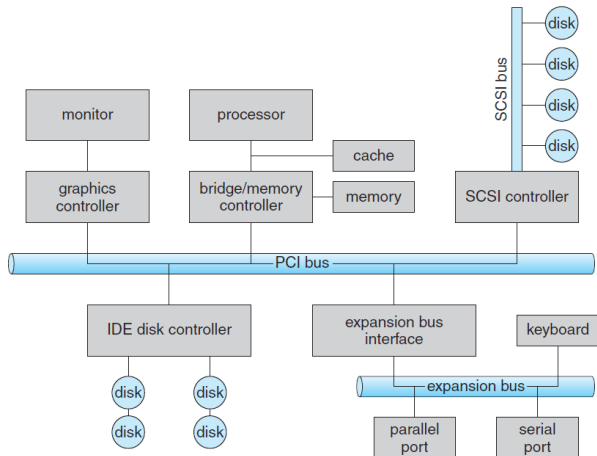 disk
disk
disk
disk
SCSI bus
monitor
processor
cache
graphics
controller
bridge/memory
controller
memory
SCSI controller
PCI bus
IDE disk controller
expansion bus
interface
keyboard
disk
disk
disk
disk
expansion bus
parallel
port
serial
port